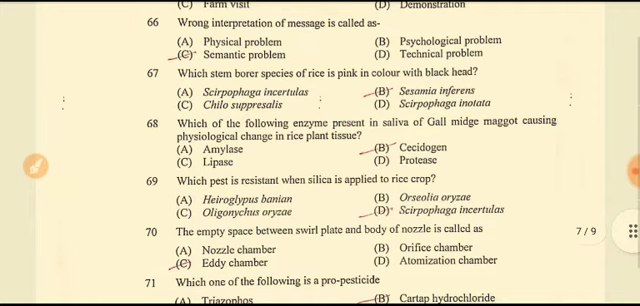 (C) Farm visit (D) Demonstration
66 Wrong interpretation of message is called as-
(A) Physical problem (B) Psychological problem
(C) Semantic problem (D) Technical problem
67 Which stem borer species of rice is pink in colour with black head?
(A) Scirpophaga incertulas (B) Sesamia inferens
(C) Chilo suppresalis (D) Scirpophaga inotata
68 Which of the following enzyme present in saliva of Gall midge maggot causing
physiological change in rice plant tissue?
(A) Amylase (B) Cecidogen
(C) Lipase (D) Protease
69 Which pest is resistant when silica is applied to rice crop?
(A) Heiroglypus banian (B) Orseolia oryzae
(C) Oligonychus oryzae (D) Scirpophaga incertulas
70 The empty space between swirl plate and body of nozzle is called as
7/9
(A) Nozzle chamber (B) Orifice chamber
(C) Eddy chamber (D) Atomization chamber
71 Which one of the following is a pro-pesticide
(A) Triazophos (B) Cartap hydrochloride